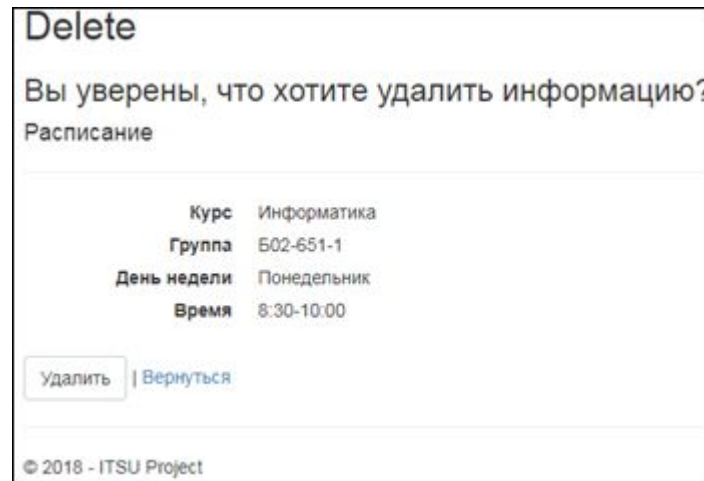 Delete
Вы уверены, что хотите удалить информацию?
Расписание
Курс Информатика
Группа Б02-651-1
День недели Понедельник
Время 8:30-10:00
Удалить | Вернуться
© 2018 - ITSU Project